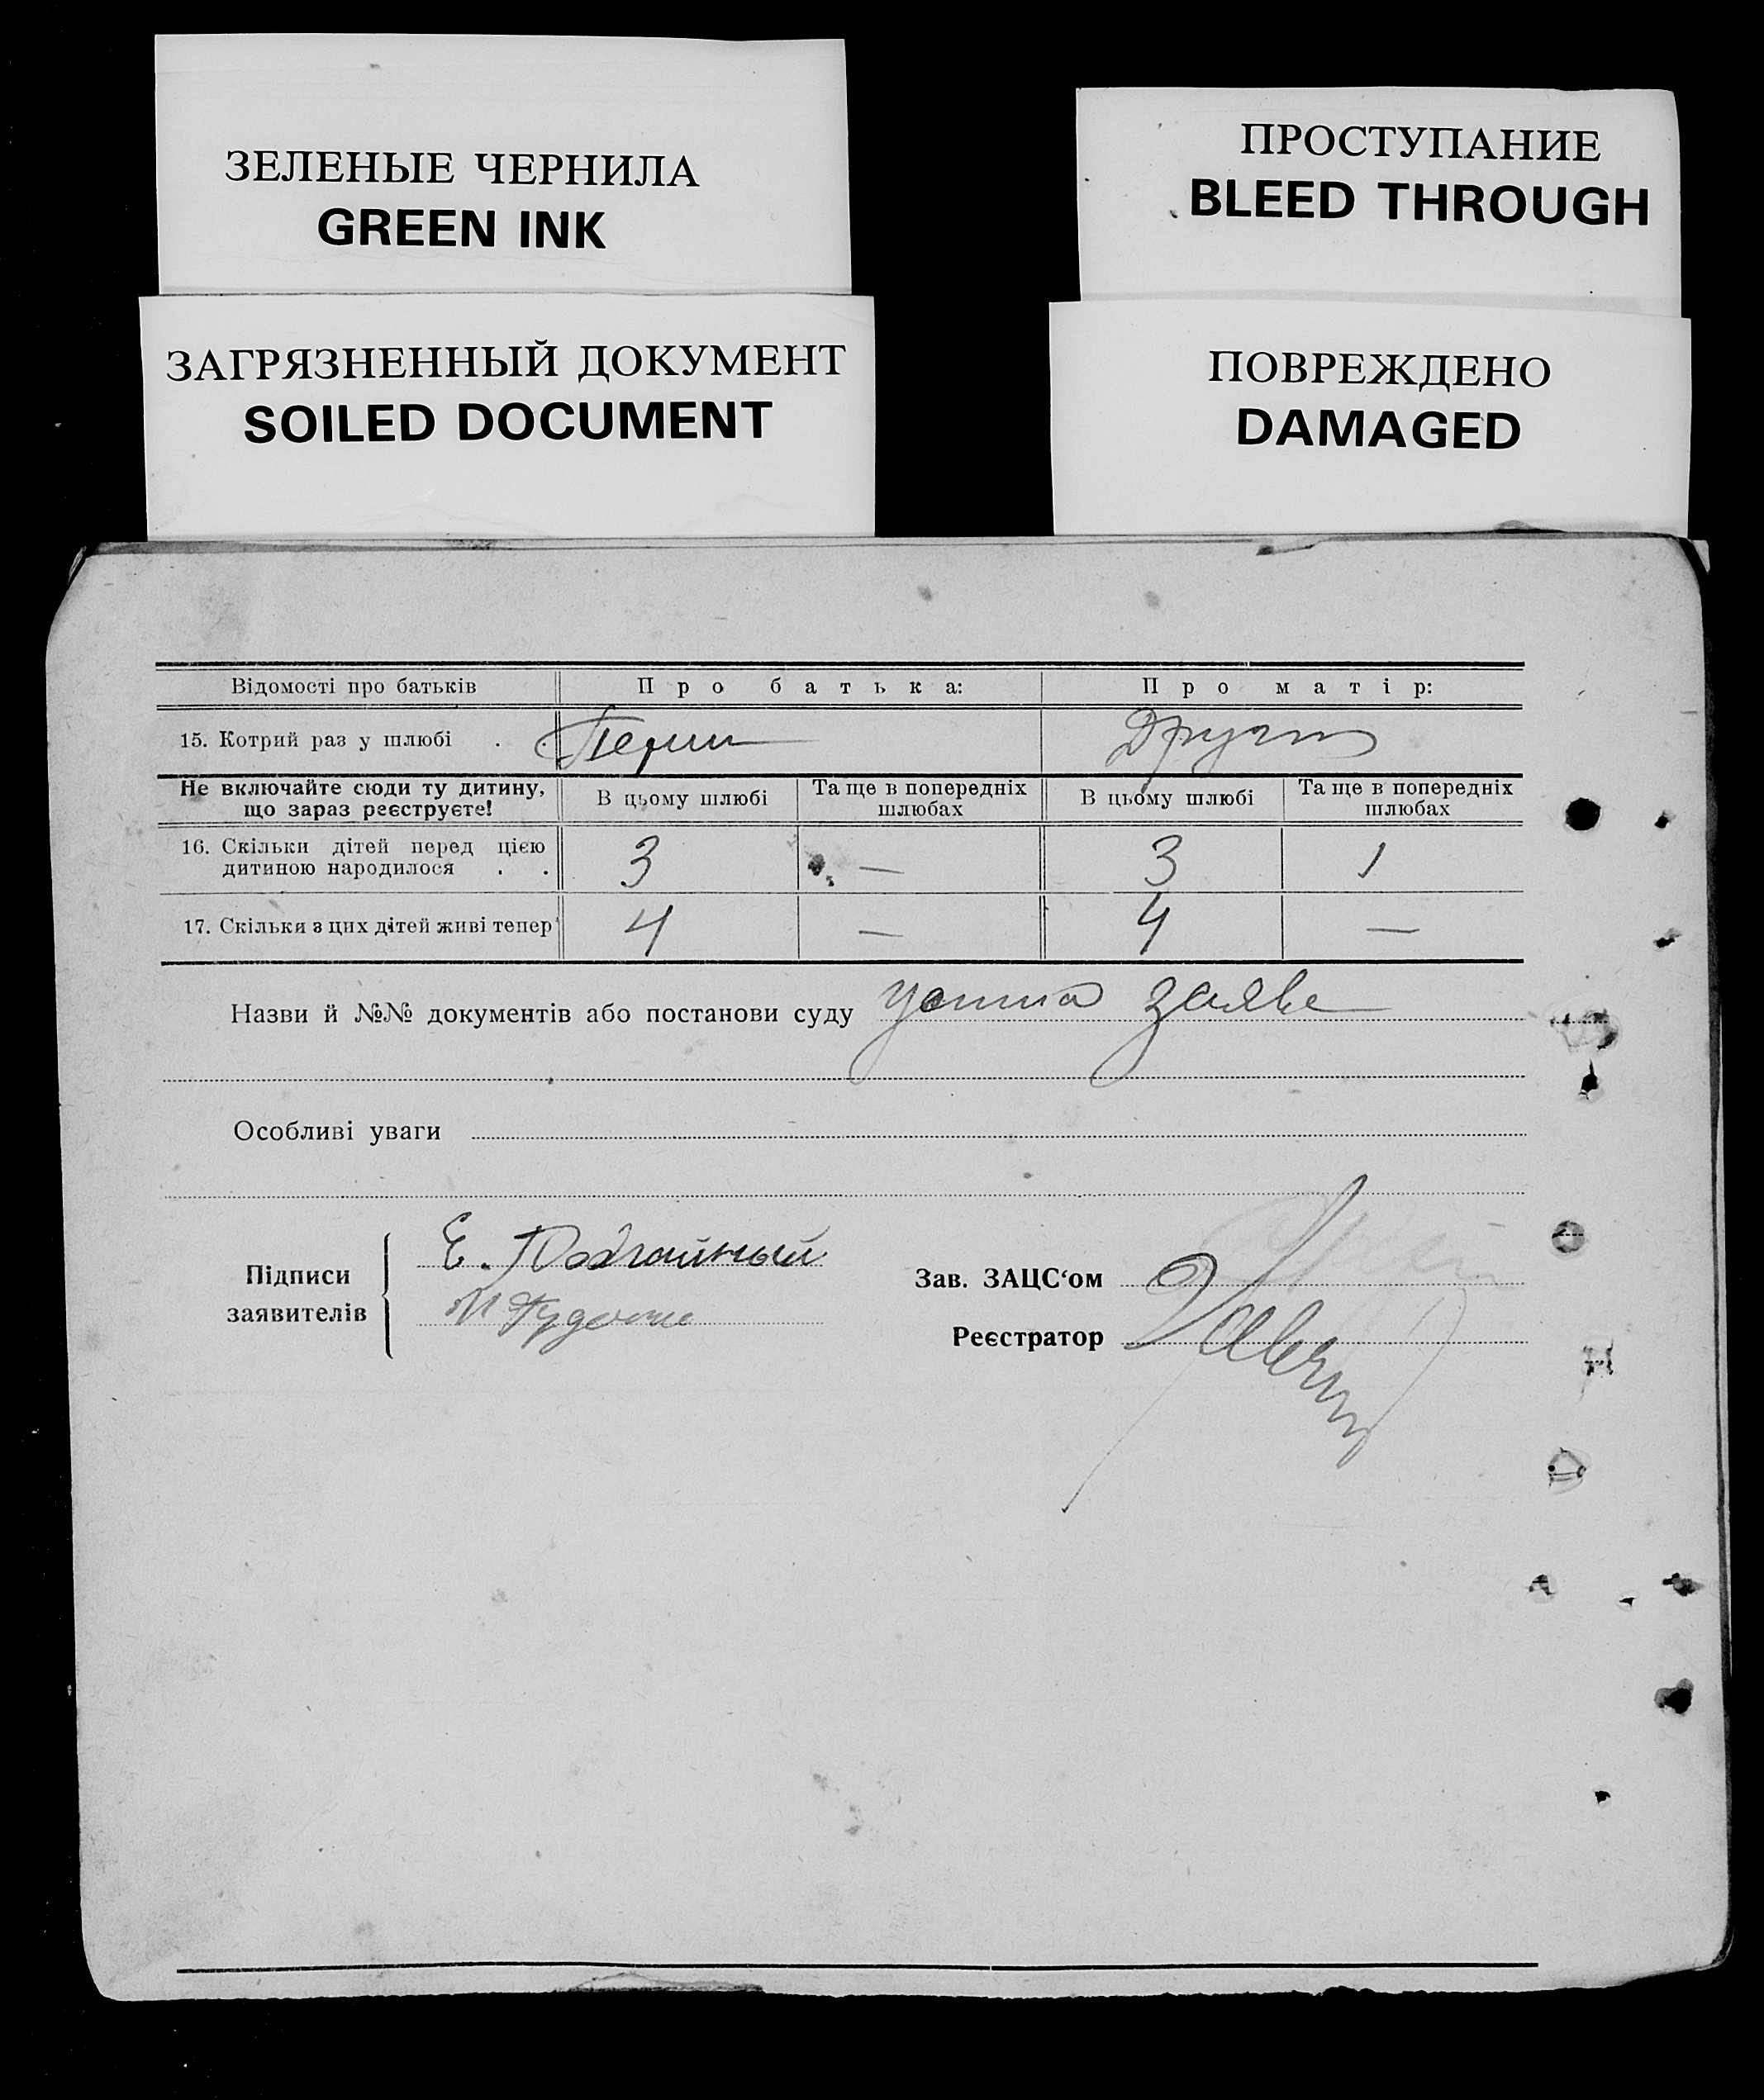 ЗЕЛЕНЫЕ ЧЕРНИЛА
GREEN INK
ПРОСТУПАНИЕ
BLEED THROUGH
ЗАГРЯЗНЕННЫЙ ДОКУМЕНТ
SOILED DOCUMENT
ПОВРЕЖДЕНО
DAMAGED
Відомості про батьків Про батька: Про матір:
15. Котрий раз у шлюбі . .
Не включайте сюди ту дитину, що зараз реєструєте! В цьому шлюбі Та ще в попередніх шлюбах В цьому шлюбі Та ще в попередніх шлюбах
16. Скільки дітей перед цією
дитиною народилося . . 3 — 3 1
17. Скільки з цих дітей живі тепер 4 — 4 —
Назви й №№ документів або постанови суду
Особливі уваги
Підписи заявителів
Е. Подгайный
Зав. ЗАЦС‘ом
Реєстратор